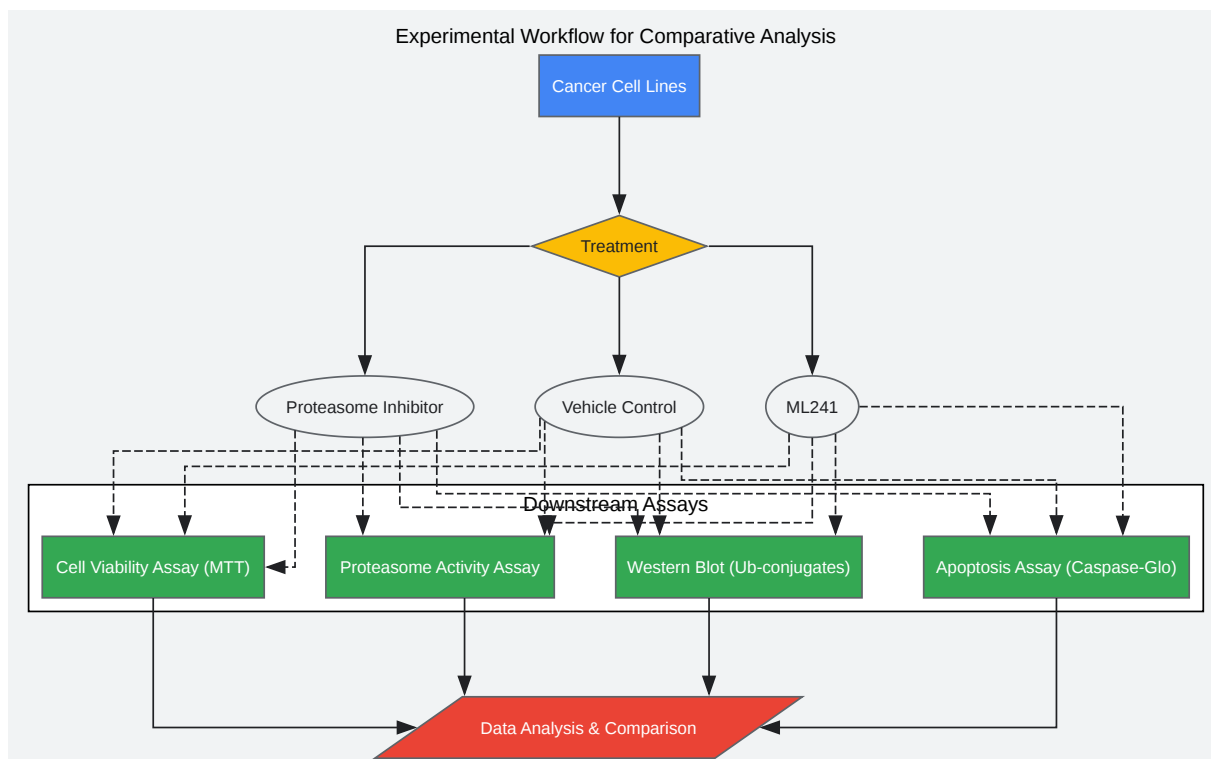 Experimental Workflow for Comparative Analysis
Cancer Cell Lines
Treatment
Proteasome Inhibitor
Vehicle Control
ML241
Downstream Assays
Cell Viability Assay (MTT)
Proteasome Activity Assay
Western Blot (Ub-conjugates)
Apoptosis Assay (Caspase-Glo)
Data Analysis & Comparison